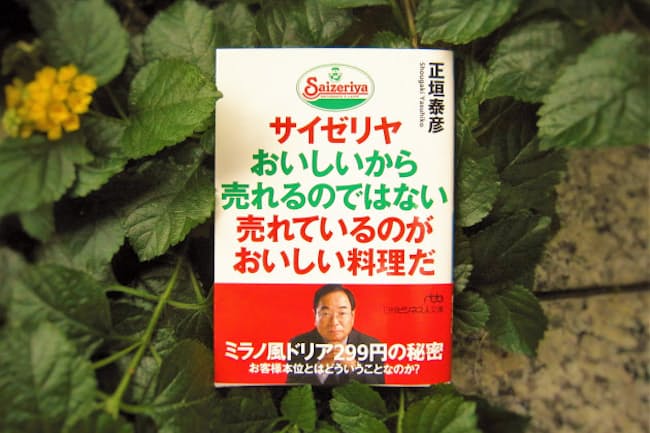 Saizeriya
正垣泰彦
Shougaki Yasuhiko
サイゼリヤ
おいしいから
売れるのではない
売れているのが
おいしい料理だ
日経ビジネス人文庫
ミラノ風ドリア299円の秘密
お客様本位とはどういうことなのか?